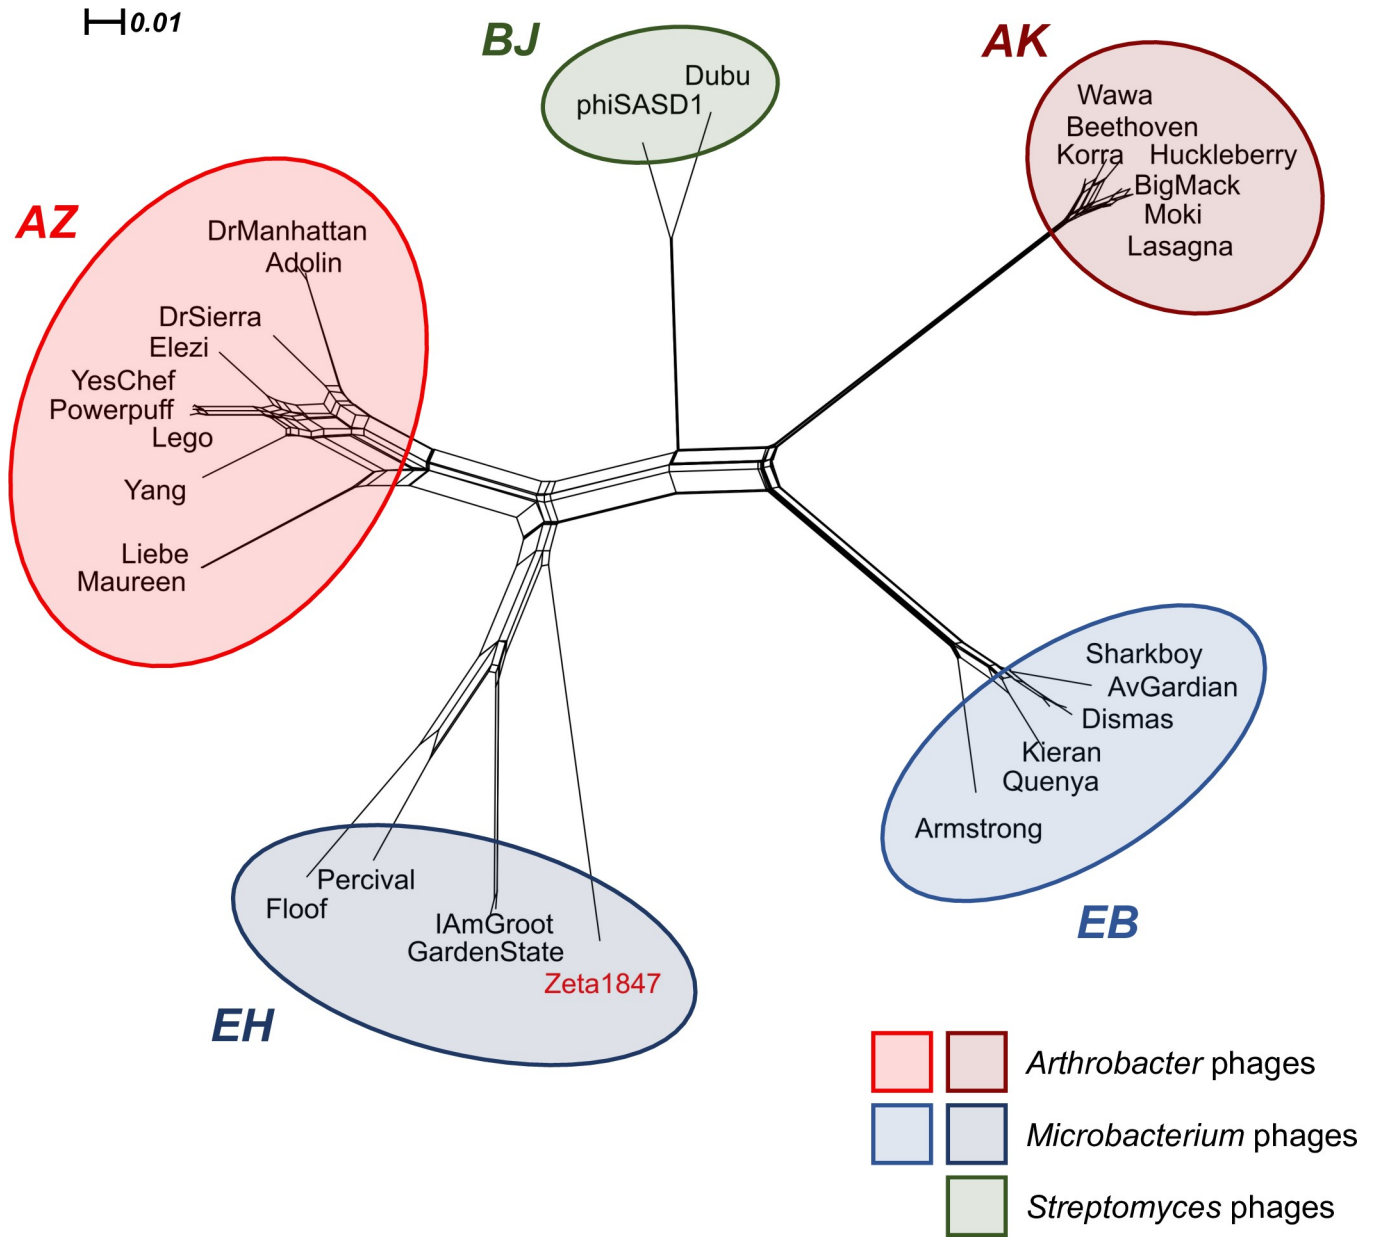 0.01
BJ
Dubu
phiSASD1
AK
Wawa
Beethoven
Korra Huckleberry
BigMack
Moki
Lasagna
AZ
DrManhattan
Adolin
DrSierra
Elezi
YesChef
Powerpuff
Lego
Yang
Liebe
Maureen
Sharkboy
AvGardian
Dismas
Kieran
Quenya
Armstrong
EB
Percival
Floof
IAmGroot
GardenState
Zeta1847
EH
Arthrobacter phages
Microbacterium phages
Streptomyces phages